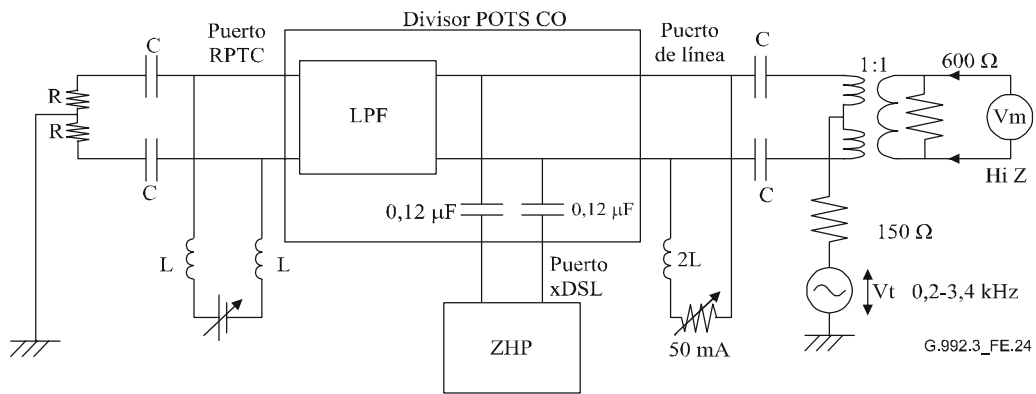 Divisor POTS CO
Puerto
RPTC
Puerto
de línea
C
C
1:1
600 Ω
R
R
LPF
Vm
C
C
Hi Z
0,12 μF
0,12 μF
150 Ω
L
L
Puerto
xDSL
2L
Vt
0,2-3,4 kHz
ZHP
50 mA
G.992.3_FE.24